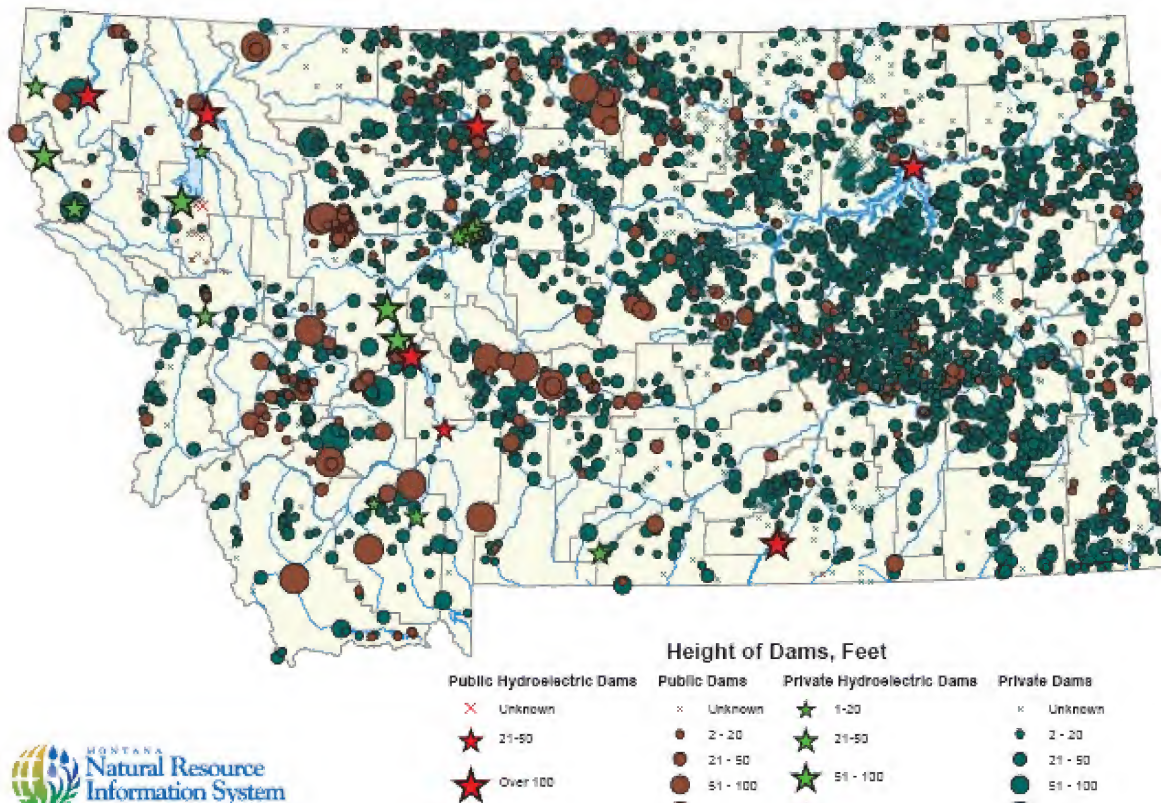 Height of Dams, Feet
Public Hydroelectric Dams Public Dams Private Hydroelectric Dams Private Dams
Unknown Unknown 1-20 Unknown
21-50 2 - 20 21-50 2 - 20
21 - 50 21 - 50
Over 100 51 - 100 51 - 100 51 - 100
MONTANA
Natural Resource
Information System